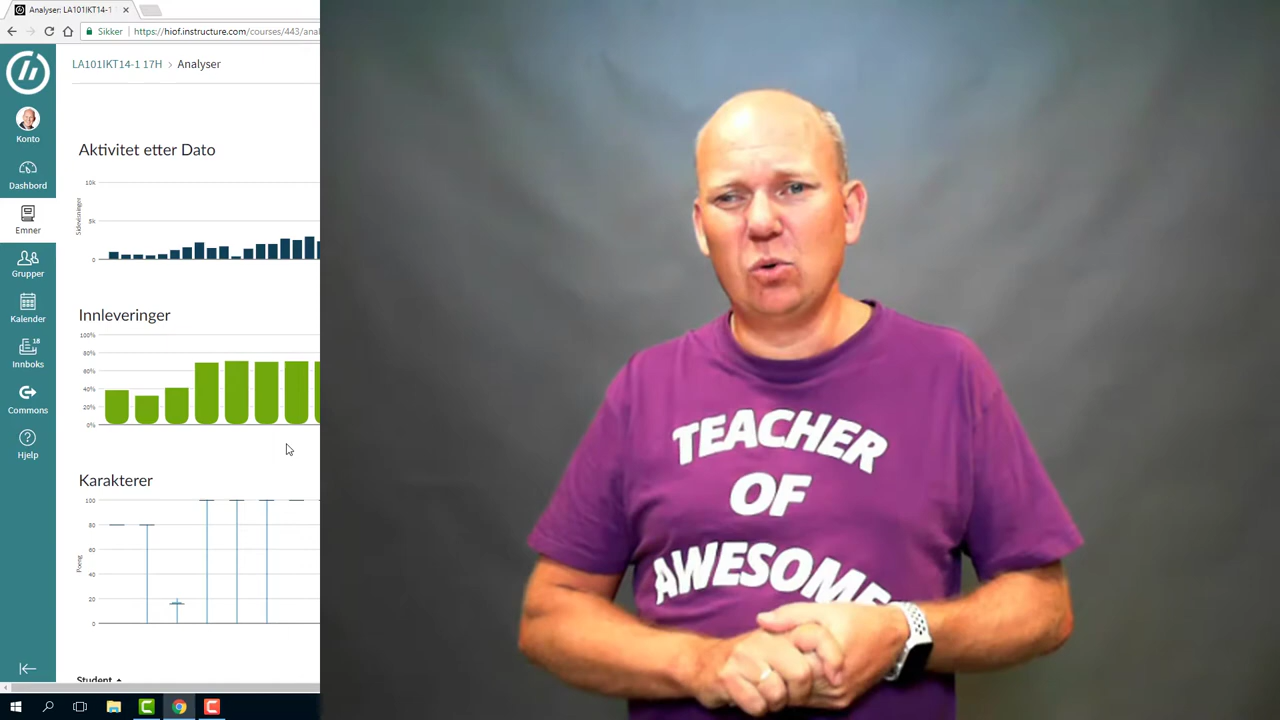 Analyser: LA101IKT14-1
Sikker
https://hiof.instructure.com/courses/443/anal
LA101IKT14-1 17H > Analyser
Konto
Dashbord
Emner
Grupper
Kalender
18
Innboks
Commons
Hjelp
Aktivitet etter Dato
Sidevisninger
10k
5k
0
Innleveringer
100%
80%
60%
40%
20%
0%
Karakterer
Poeng
100
80
60
40
20
0
Student
TEACHER
OF
AWESOME